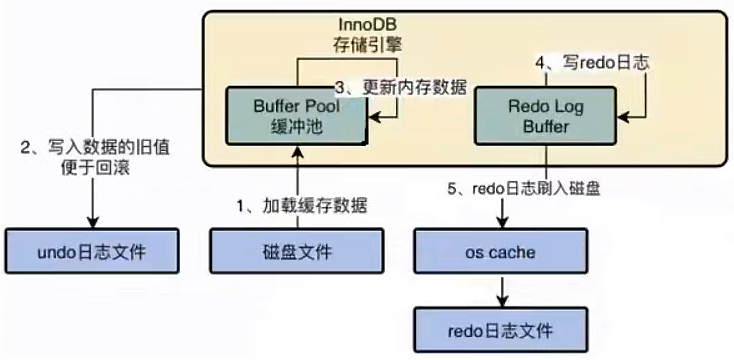 InnoDB
存储引擎
4、写redo日志
3、更新内存数据
Buffer Pool
缓冲池
Redo Log
Buffer
2、写入数据的旧值
便于回滚
5、redo日志刷入磁盘
1、加载缓存数据
undo日志文件
磁盘文件
os cache
redo日志文件